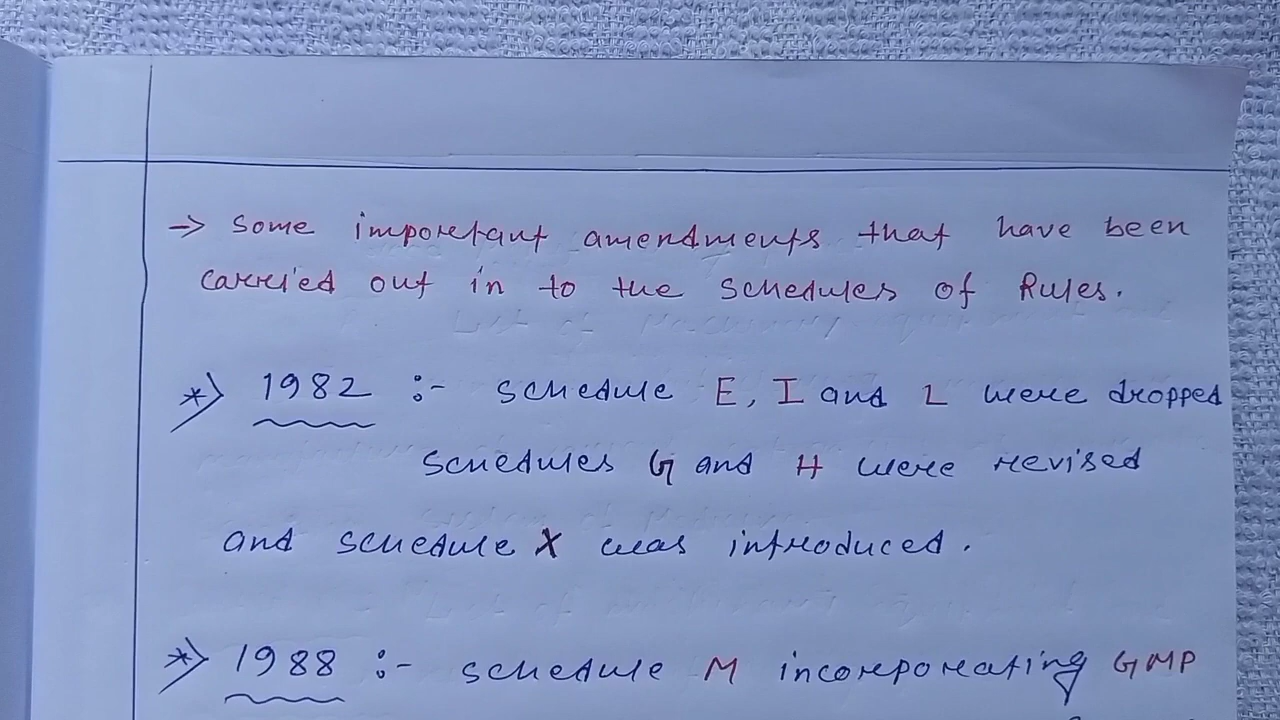 → Some important amendments that have been
carried out in to the schedules of Rules.
*> 1982 :- schedule E, I and L were dropped
schedules G and H were revised
and schedule X was introduced.
*> 1988 :- schedule M incorporating GMP